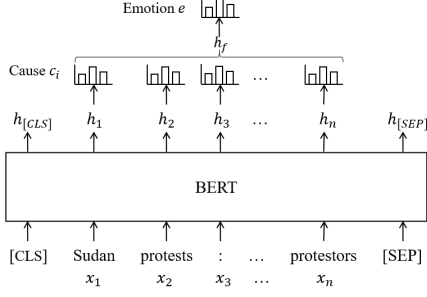 Emotion e
h_f
Cause c_i
...
h_[CLS] h_1 h_2 h_3 ... h_n h_[SEP]
BERT
[CLS] Sudan protests : ... protestors [SEP]
x_1 x_2 x_3 ... x_n